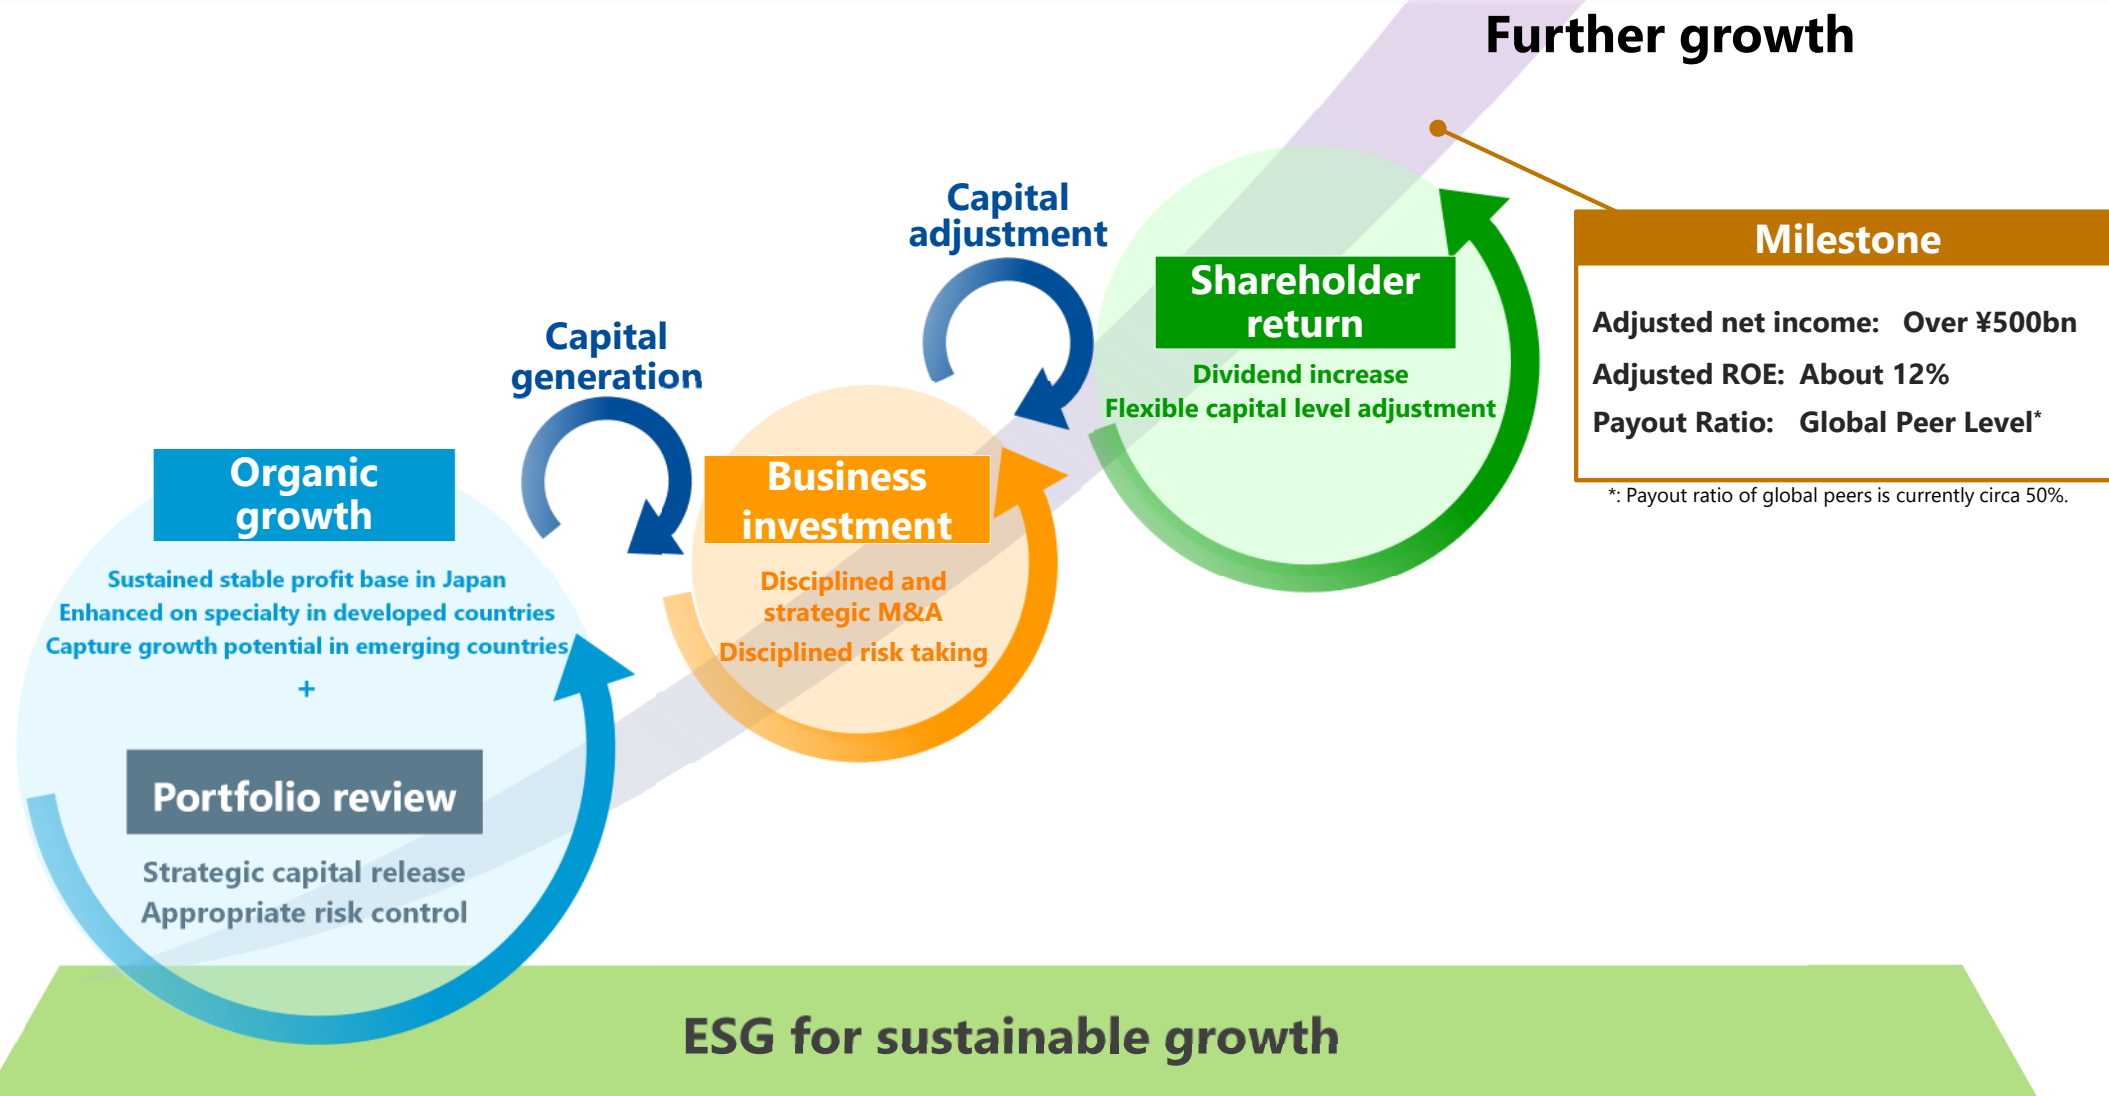 Further growth
Capital
adjustment
Milestone
Adjusted net income: Over ¥500bn
Adjusted ROE: About 12%
Payout Ratio: Global Peer Level*
*: Payout ratio of global peers is currently circa 50%.
Shareholder
return
Dividend increase
Flexible capital level adjustment
Capital
generation
Business
investment
Disciplined and
strategic M&A
Disciplined risk taking
Organic
growth
Sustained stable profit base in Japan
Enhanced on specialty in developed countries
Capture growth potential in emerging countries
+
Portfolio review
Strategic capital release
Appropriate risk control
ESG for sustainable growth